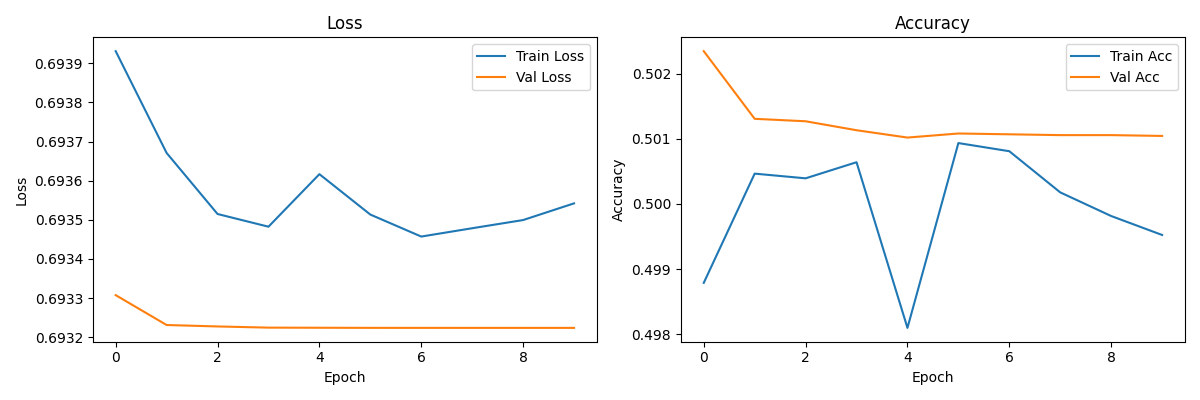 Loss
0.6939
0.6938
0.6937
0.6936
0.6935
0.6934
0.6933
0.6932
Loss
Train Loss
Val Loss
0 2 4 6 8
Epoch
Accuracy
0.502
0.501
0.500
0.499
0.498
Accuracy
Train Acc
Val Acc
0 2 4 6 8
Epoch